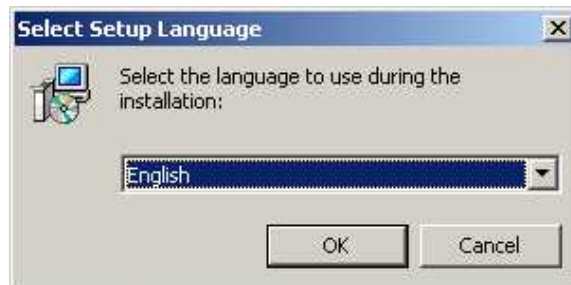 Select Setup Language
Select the language to use during the
installation:
English
OK
Cancel